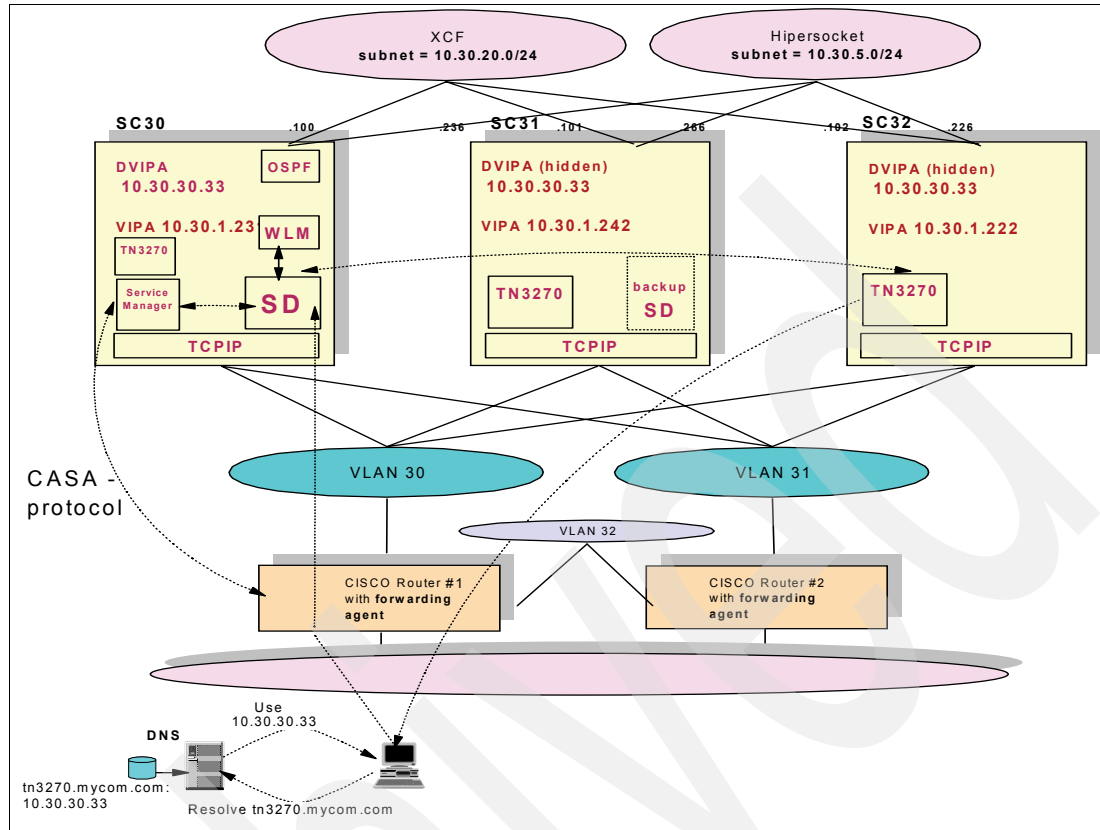 XCF
subnet = 10.30.20.0/24
Hipersocket
subnet = 10.30.5.0/24
SC30
.100
.236
SC31
.101
.266
.102
SC32
.226
DVIPA
10.30.30.33
OSPF
VIPA 10.30.1.23
WLM
TN3270
Service
Manager
SD
TCPIP
DVIPA (hidden)
10.30.30.33
VIPA 10.30.1.242
TN3270
backup
SD
TCPIP
DVIPA (hidden)
10.30.30.33
VIPA 10.30.1.222
TN3270
TCPIP
CASA -
protocol
VLAN 30
VLAN 31
VLAN 32
CISCO Router #1
with forwarding
agent
CISCO Router #2
with forwarding
agent
Use
10.30.30.33
DNS
tn3270.mycom.com:
10.30.30.33
Resolve tn3270.mycom.com